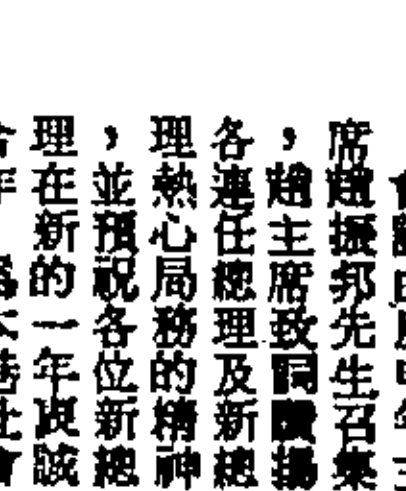 席趙振邦先生召集
，趙主席致詞讚揚
各連任總理及新總
理熱心局務的精神
，並預祝各位新總
理在新的一年與誠